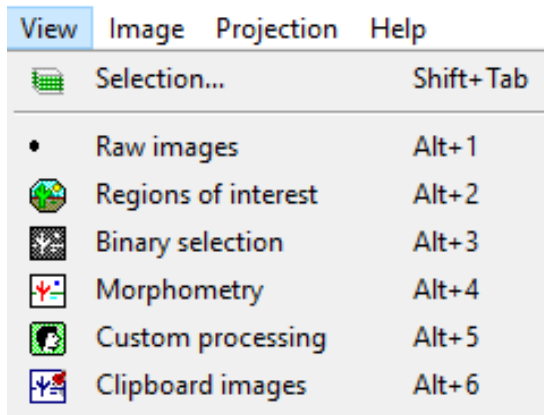 View Image Projection Help
Selection... Shift+Tab
Raw images Alt+1
Regions of interest Alt+2
Binary selection Alt+3
Morphometry Alt+4
Custom processing Alt+5
Clipboard images Alt+6